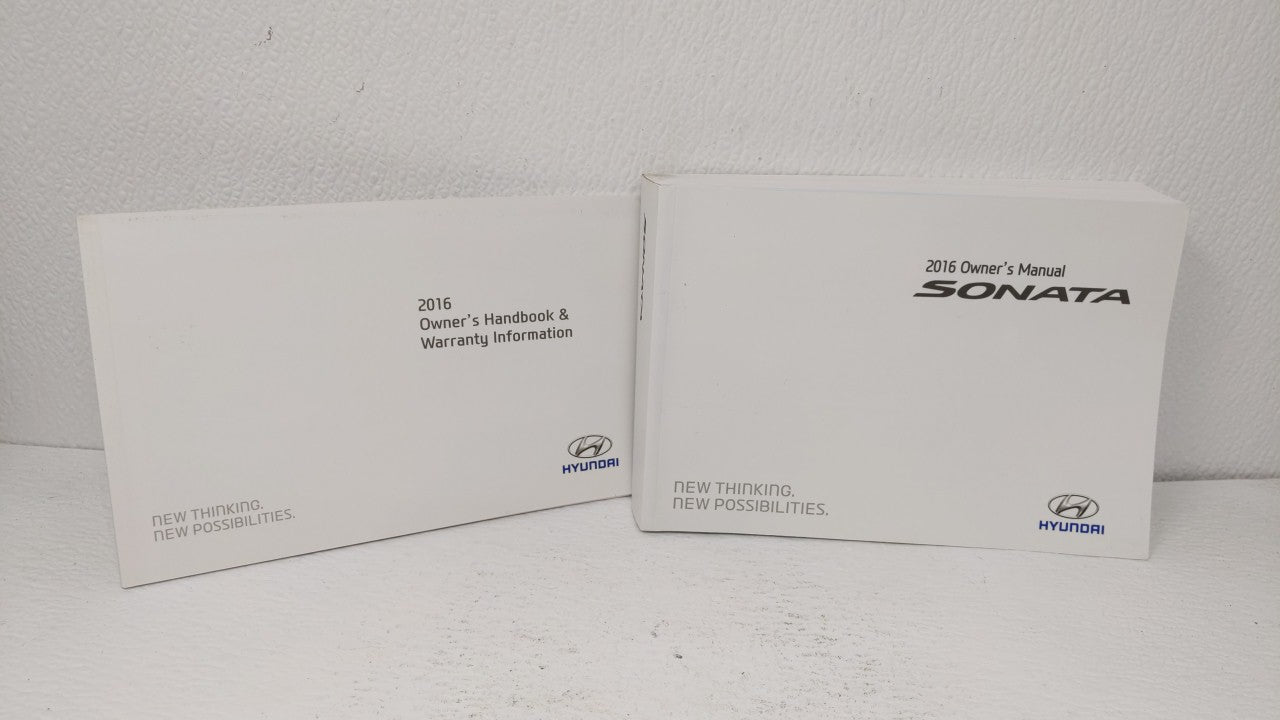 2016
Owner's Handbook &
Warranty Information
HYUNDAI
NEW THINKING.
NEW POSSIBILITIES.
2016 Owner's Manual
SONATA
NEW THINKING.
NEW POSSIBILITIES.
HYUNDAI